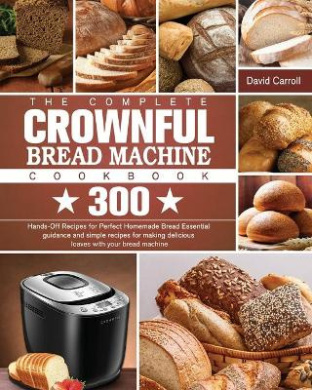 David Carroll
THE COMPLETE
CROWNFUL
BREAD MACHINE
COOKBOOK
★ 300 ★
Hands-Off Recipes for Perfect Homemade Bread Essential
guidance and simple recipes for making delicious
loaves with your bread machine